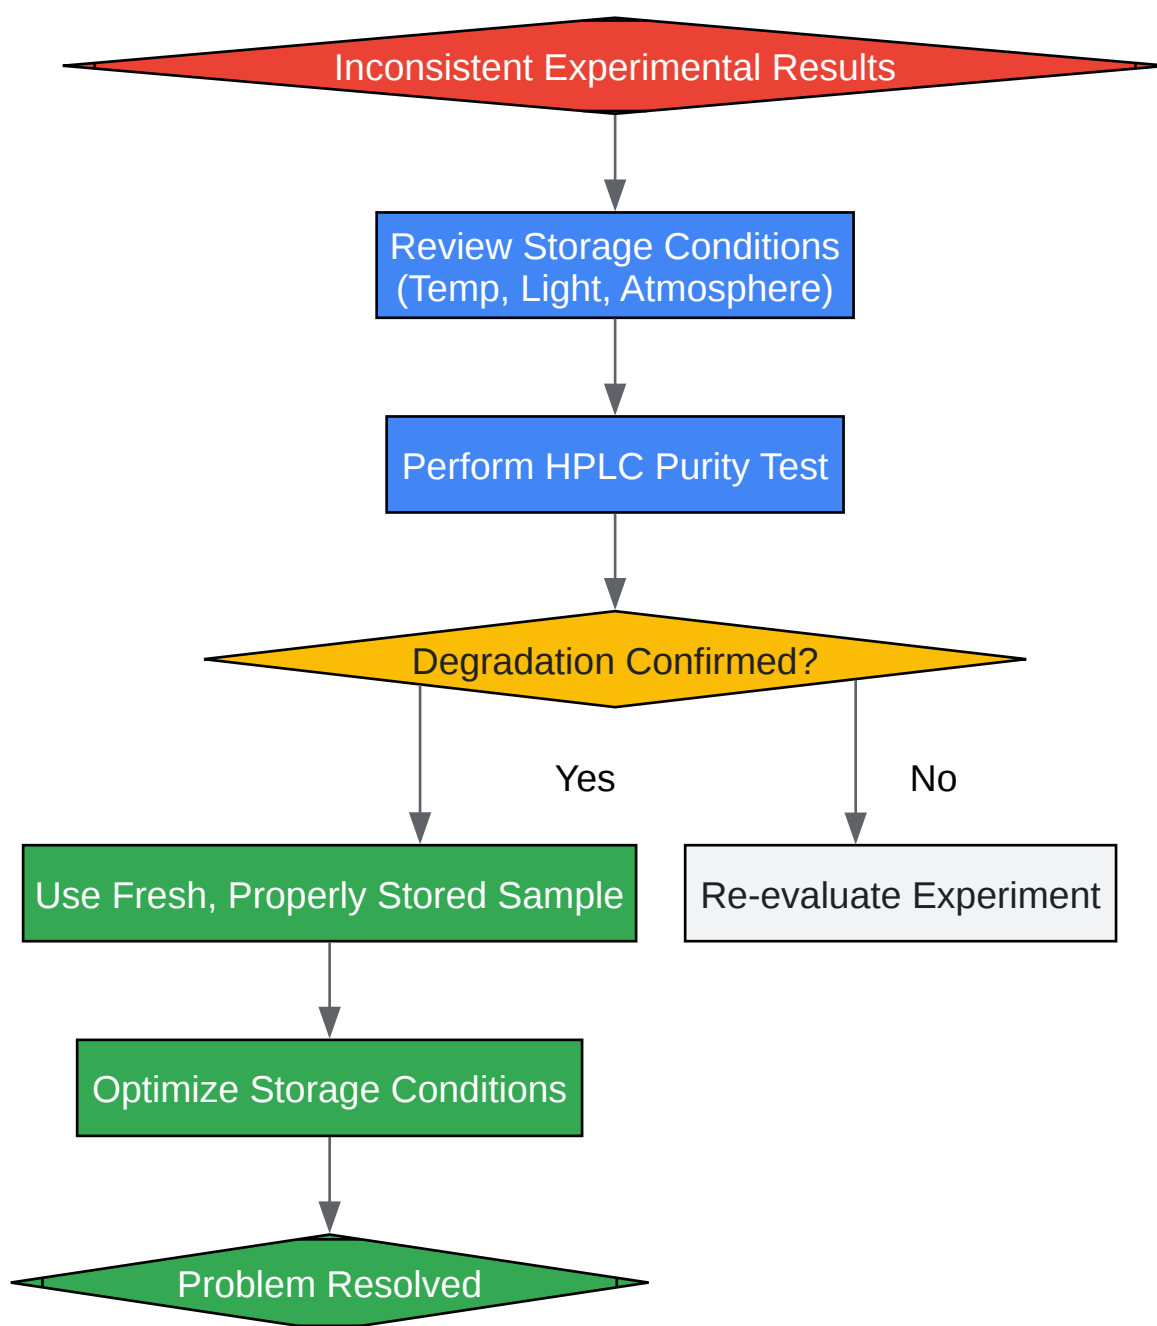 Inconsistent Experimental Results
Review Storage Conditions
(Temp, Light, Atmosphere)
Perform HPLC Purity Test
Degradation Confirmed?
Yes
No
Use Fresh, Properly Stored Sample
Re-evaluate Experiment
Optimize Storage Conditions
Problem Resolved